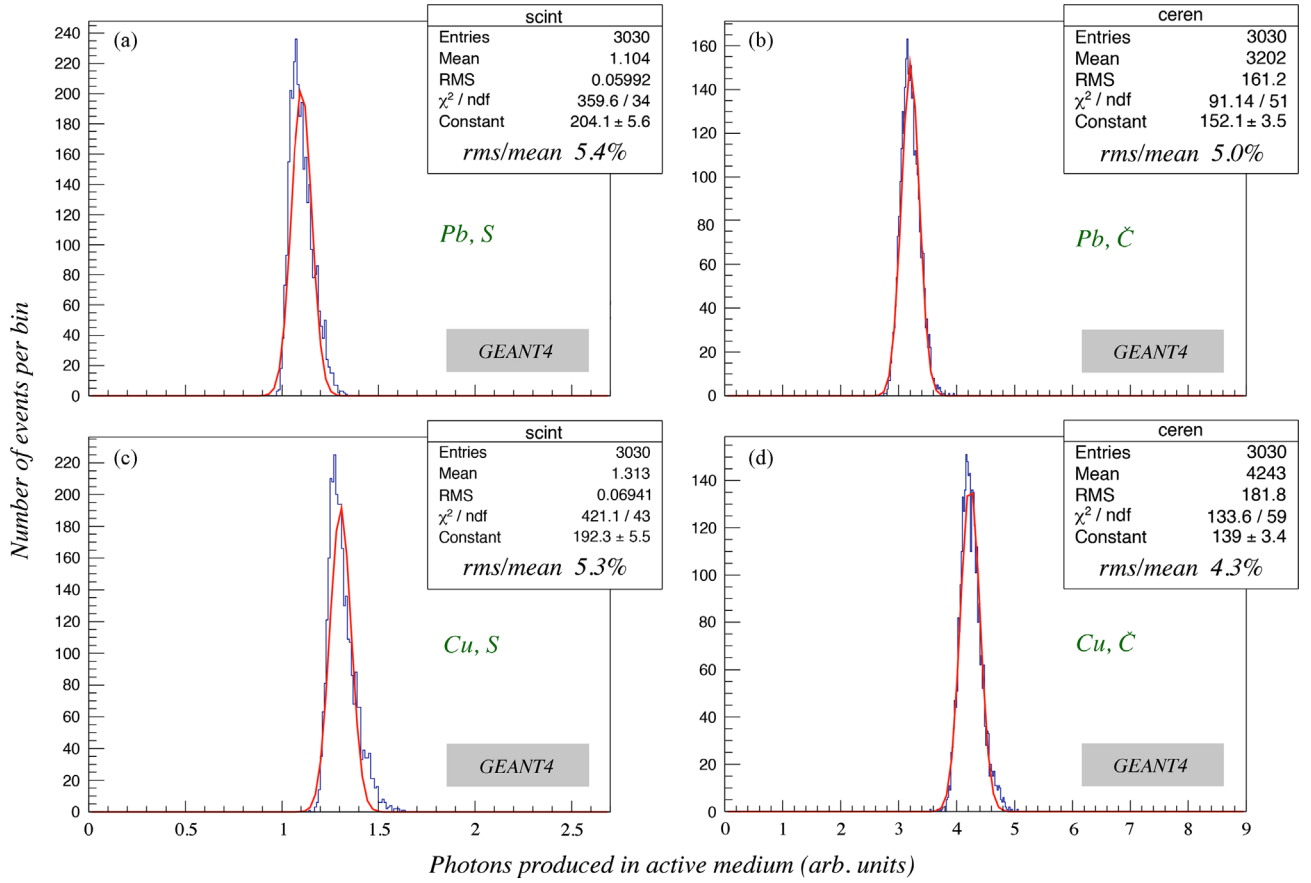 Number of events per bin
(a)
240
220
200
180
160
140
120
100
80
60
40
20
0
scint
Entries 3030
Mean 1.104
RMS 0.05992
χ² / ndf 359.6 / 34
Constant 204.1 ± 5.6
rms/mean 5.4%
Pb, S
GEANT4
(b)
160
140
120
100
80
60
40
20
0
ceren
Entries 3030
Mean 3202
RMS 161.2
χ² / ndf 91.14 / 51
Constant 152.1 ± 3.5
rms/mean 5.0%
Pb, Č
GEANT4
(c)
220
200
180
160
140
120
100
80
60
40
20
0
scint
Entries 3030
Mean 1.313
RMS 0.06941
χ² / ndf 421.1 / 43
Constant 192.3 ± 5.5
rms/mean 5.3%
Cu, S
GEANT4
0 0.5 1 1.5 2 2.5
(d)
140
120
100
80
60
40
20
0
ceren
Entries 3030
Mean 4243
RMS 181.8
χ² / ndf 133.6 / 59
Constant 139 ± 3.4
rms/mean 4.3%
Cu, Č
GEANT4
0 1 2 3 4 5 6 7 8 9
Photons produced in active medium (arb. units)